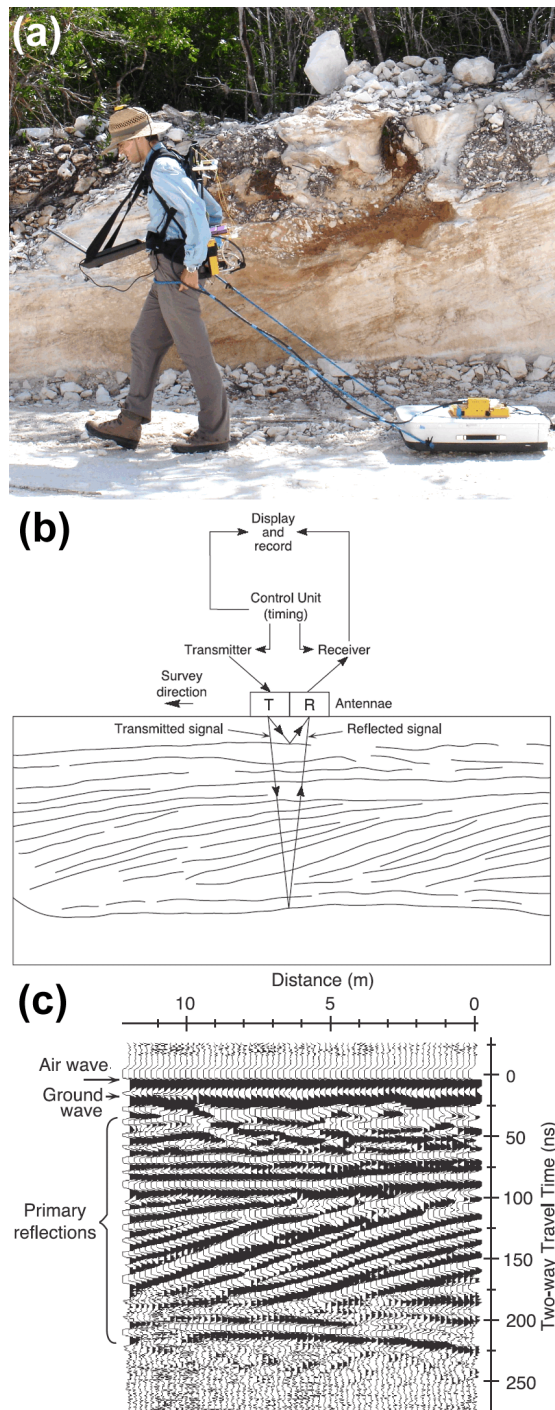 (a)
(b)
Display
and
record
Control Unit
(timing)
Transmitter
Receiver
Survey
direction
T
R
Antennae
Transmitted signal
Reflected signal
(c)
Distance (m)
10
5
0
Air wave
Ground
wave
Primary
reflections
0
50
100
150
200
250
Two-way Travel Time (ns)